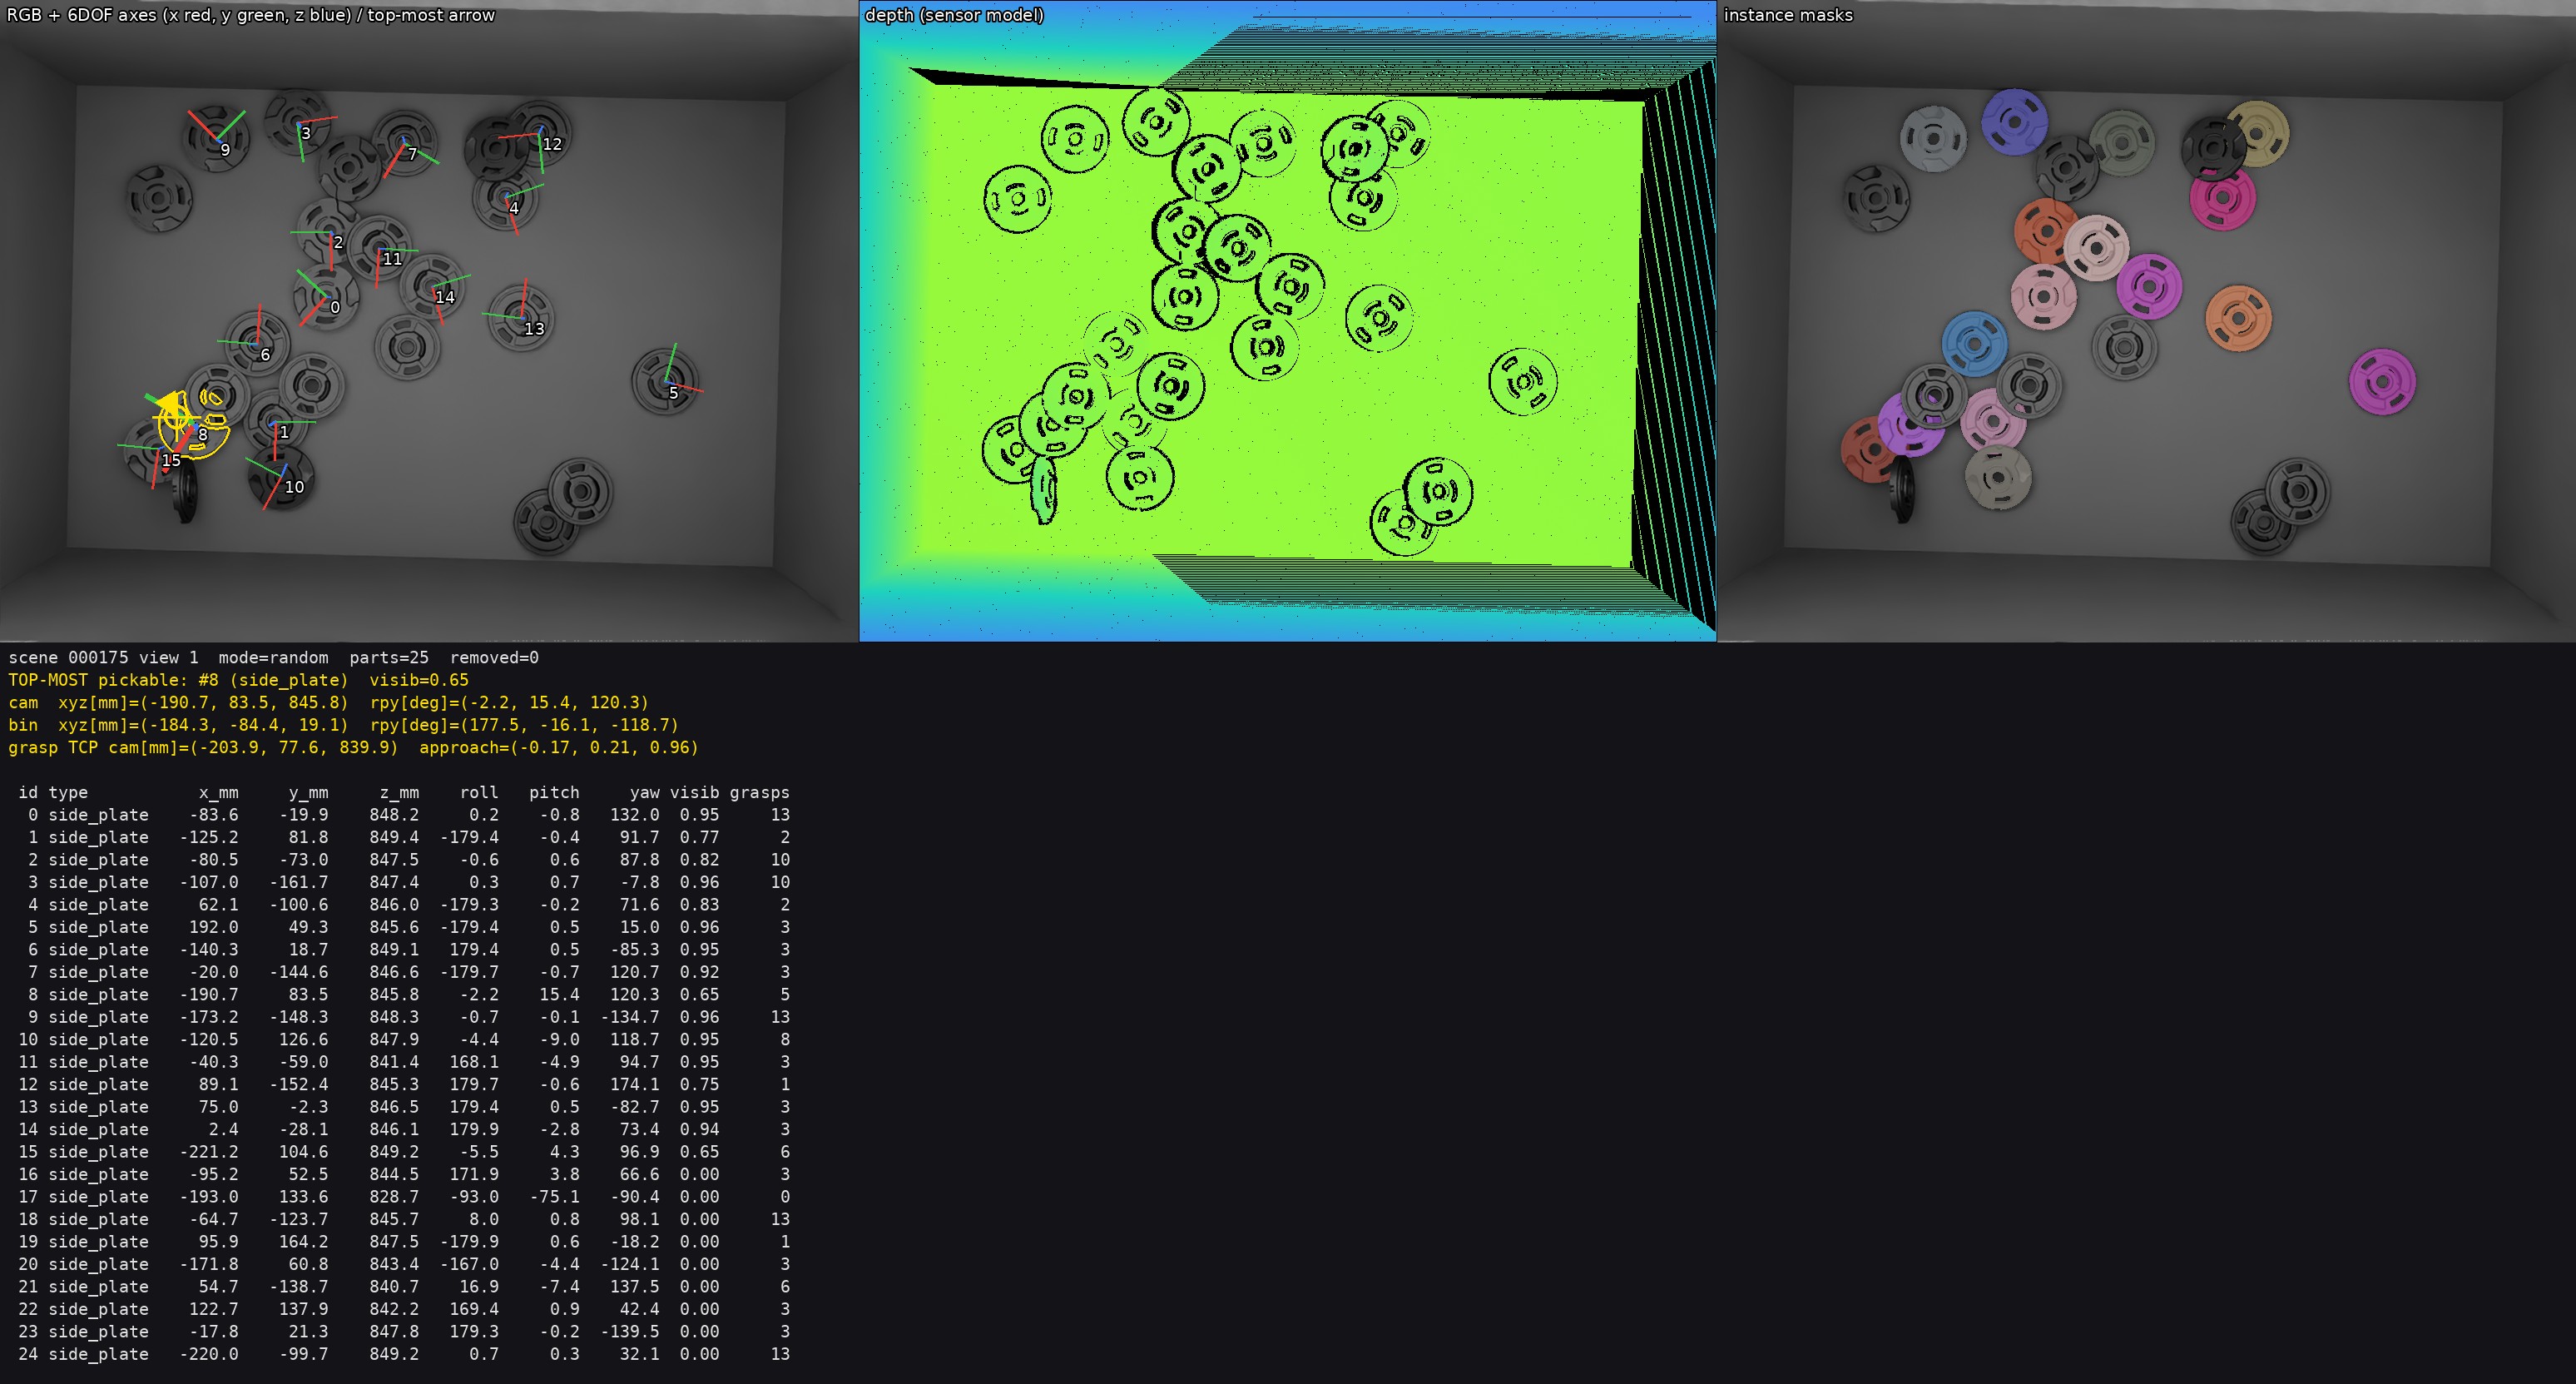 RGB + 6DOF axes (x red, y green, z blue) / top-most arrow
depth (sensor model)
instance masks
9
3
7
12
4
2
11
14
0
13
6
5
8
1
15
10
scene 000175 view 1 mode=random parts=25 removed=0
TOP-MOST pickable: #8 (side_plate) visib=0.65
cam xyz[mm]=(-190.7, 83.5, 845.8) rpy[deg]=(-2.2, 15.4, 120.3)
bin xyz[mm]=(-184.3, -84.4, 19.1) rpy[deg]=(177.5, -16.1, -118.7)
grasp TCP cam[mm]=(-203.9, 77.6, 839.9) approach=(-0.17, 0.21, 0.96)
id type x_mm y_mm z_mm roll pitch yaw visib grasps
0 side_plate -83.6 -19.9 848.2 0.2 -0.8 132.0 0.95 13
1 side_plate -125.2 81.8 849.4 -179.4 -0.4 91.7 0.77 2
2 side_plate -80.5 -73.0 847.5 -0.6 0.6 87.8 0.82 10
3 side_plate -107.0 -161.7 847.4 0.3 0.7 -7.8 0.96 10
4 side_plate 62.1 -100.6 846.0 -179.3 -0.2 71.6 0.83 2
5 side_plate 192.0 49.3 845.6 -179.4 0.5 15.0 0.96 3
6 side_plate -140.3 18.7 849.1 179.4 0.5 -85.3 0.95 3
7 side_plate -20.0 -144.6 846.6 -179.7 -0.7 120.7 0.92 3
8 side_plate -190.7 83.5 845.8 -2.2 15.4 120.3 0.65 5
9 side_plate -173.2 -148.3 848.3 -0.7 -0.1 -134.7 0.96 13
10 side_plate -120.5 126.6 847.9 -4.4 -9.0 118.7 0.95 8
11 side_plate -40.3 -59.0 841.4 168.1 -4.9 94.7 0.95 3
12 side_plate 89.1 -152.4 845.3 179.7 -0.6 174.1 0.75 1
13 side_plate 75.0 -2.3 846.5 179.4 0.5 -82.7 0.95 3
14 side_plate 2.4 -28.1 846.1 179.9 -2.8 73.4 0.94 3
15 side_plate -221.2 104.6 849.2 -5.5 4.3 96.9 0.65 6
16 side_plate -95.2 52.5 844.5 171.9 3.8 66.6 0.00 3
17 side_plate -193.0 133.6 828.7 -93.0 -75.1 -90.4 0.00 0
18 side_plate -64.7 -123.7 845.7 8.0 0.8 98.1 0.00 13
19 side_plate 95.9 164.2 847.5 -179.9 0.6 -18.2 0.00 1
20 side_plate -171.8 60.8 843.4 -167.0 -4.4 -124.1 0.00 3
21 side_plate 54.7 -138.7 840.7 16.9 -7.4 137.5 0.00 6
22 side_plate 122.7 137.9 842.2 169.4 0.9 42.4 0.00 3
23 side_plate -17.8 21.3 847.8 179.3 -0.2 -139.5 0.00 3
24 side_plate -220.0 -99.7 849.2 0.7 0.3 32.1 0.00 13